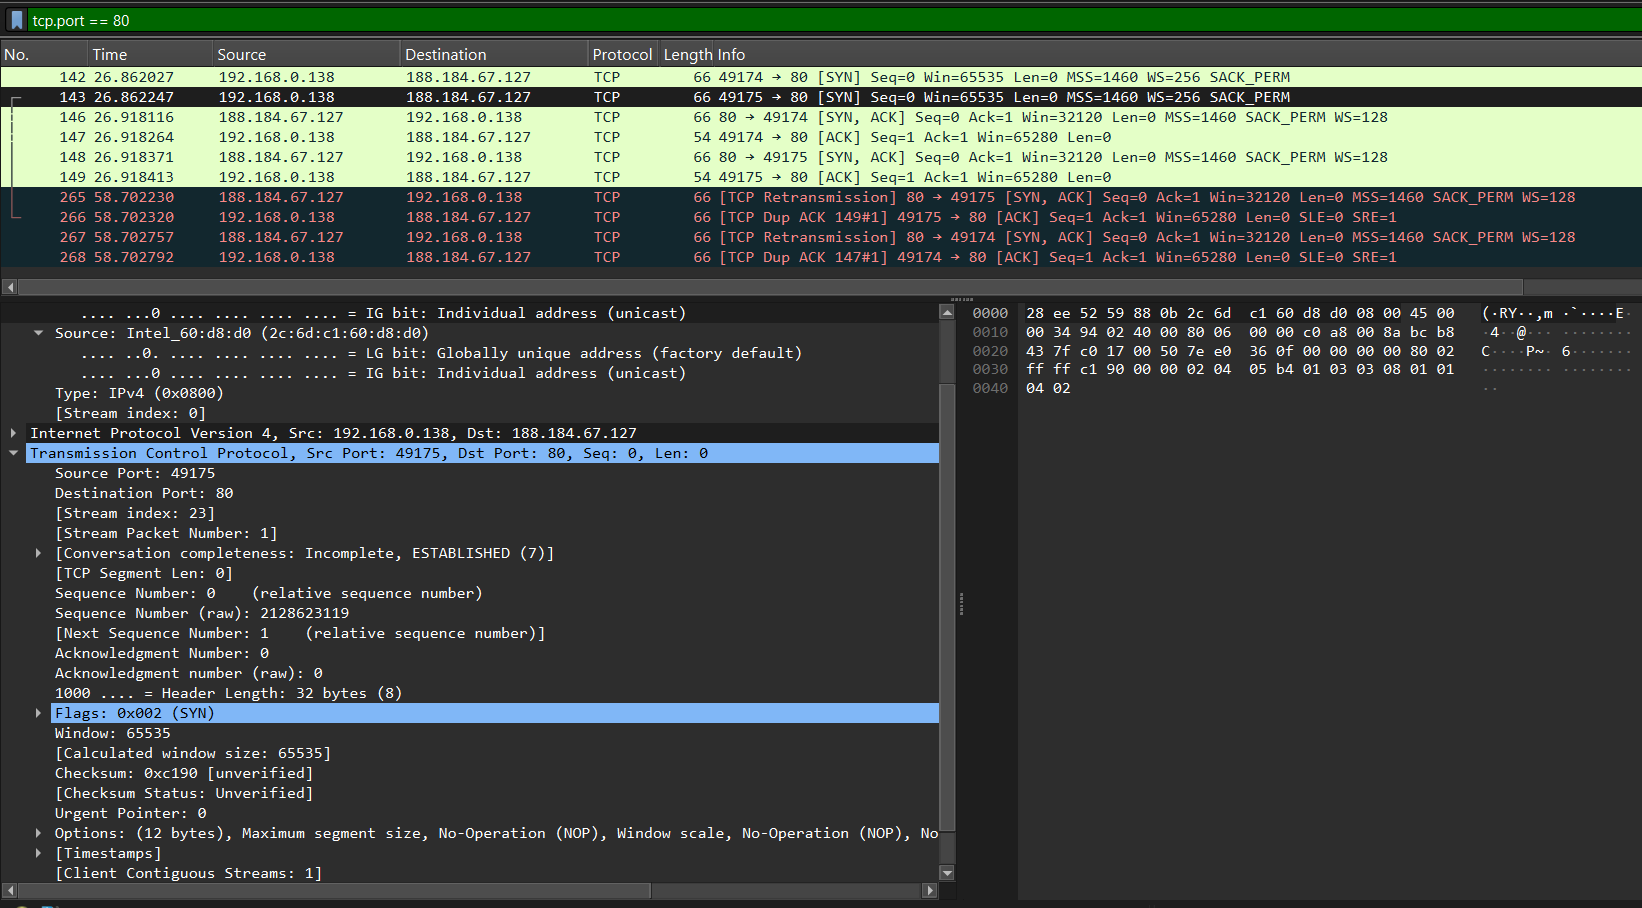 tcp.port == 80
No. Time Source Destination Protocol Length Info
142 26.862027 192.168.0.138 188.184.67.127 TCP 66 49174 → 80 [SYN] Seq=0 Win=65535 Len=0 MSS=1460 WS=256 SACK_PERM
143 26.862247 192.168.0.138 188.184.67.127 TCP 66 49175 → 80 [SYN] Seq=0 Win=65535 Len=0 MSS=1460 WS=256 SACK_PERM
146 26.918116 188.184.67.127 192.168.0.138 TCP 66 80 → 49174 [SYN, ACK] Seq=0 Ack=1 Win=32120 Len=0 MSS=1460 SACK_PERM WS=128
147 26.918264 192.168.0.138 188.184.67.127 TCP 54 49174 → 80 [ACK] Seq=1 Ack=1 Win=65280 Len=0
148 26.918371 188.184.67.127 192.168.0.138 TCP 66 80 → 49175 [SYN, ACK] Seq=0 Ack=1 Win=32120 Len=0 MSS=1460 SACK_PERM WS=128
149 26.918413 192.168.0.138 188.184.67.127 TCP 54 49175 → 80 [ACK] Seq=1 Ack=1 Win=65280 Len=0
265 58.702230 188.184.67.127 192.168.0.138 TCP 66 [TCP Retransmission] 80 → 49175 [SYN, ACK] Seq=0 Ack=1 Win=32120 Len=0 MSS=1460 SACK_PERM WS=128
266 58.702320 192.168.0.138 188.184.67.127 TCP 66 [TCP Dup ACK 149#1] 49175 → 80 [ACK] Seq=1 Ack=1 Win=65280 Len=0 SLE=0 SRE=1
267 58.702757 188.184.67.127 192.168.0.138 TCP 66 [TCP Retransmission] 80 → 49174 [SYN, ACK] Seq=0 Ack=1 Win=32120 Len=0 MSS=1460 SACK_PERM WS=128
268 58.702792 192.168.0.138 188.184.67.127 TCP 66 [TCP Dup ACK 147#1] 49174 → 80 [ACK] Seq=1 Ack=1 Win=65280 Len=0 SLE=0 SRE=1
.... ...0 .... .... .... .... = IG bit: Individual address (unicast)
Source: Intel_60:d8:d0 (2c:6d:c1:60:d8:d0)
.... ..0. .... .... .... .... = LG bit: Globally unique address (factory default)
.... ...0 .... .... .... .... = IG bit: Individual address (unicast)
Type: IPv4 (0x0800)
[Stream index: 0]
Internet Protocol Version 4, Src: 192.168.0.138, Dst: 188.184.67.127
Transmission Control Protocol, Src Port: 49175, Dst Port: 80, Seq: 0, Len: 0
Source Port: 49175
Destination Port: 80
[Stream index: 23]
[Stream Packet Number: 1]
[Conversation completeness: Incomplete, ESTABLISHED (7)]
[TCP Segment Len: 0]
Sequence Number: 0 (relative sequence number)
Sequence Number (raw): 2128623119
[Next Sequence Number: 1 (relative sequence number)]
Acknowledgment Number: 0
Acknowledgment number (raw): 0
1000 .... = Header Length: 32 bytes (8)
Flags: 0x002 (SYN)
Window: 65535
[Calculated window size: 65535]
Checksum: 0xc190 [unverified]
[Checksum Status: Unverified]
Urgent Pointer: 0
Options: (12 bytes), Maximum segment size, No-Operation (NOP), Window scale, No-Operation (NOP), No
[Timestamps]
[Client Contiguous Streams: 1]
0000 28 ee 52 59 88 0b 2c 6d c1 60 d8 d0 08 00 45 00 (·RY··,m ·`····E·
0010 00 34 94 02 40 00 80 06 00 00 c0 a8 00 8a bc b8 ·4··@··· ········
0020 43 7f c0 17 00 50 7e e0 36 0f 00 00 00 00 80 02 C····P~· 6·······
0030 ff ff c1 90 00 00 02 04 05 b4 01 03 03 08 01 01 ········ ········
0040 04 02 ··